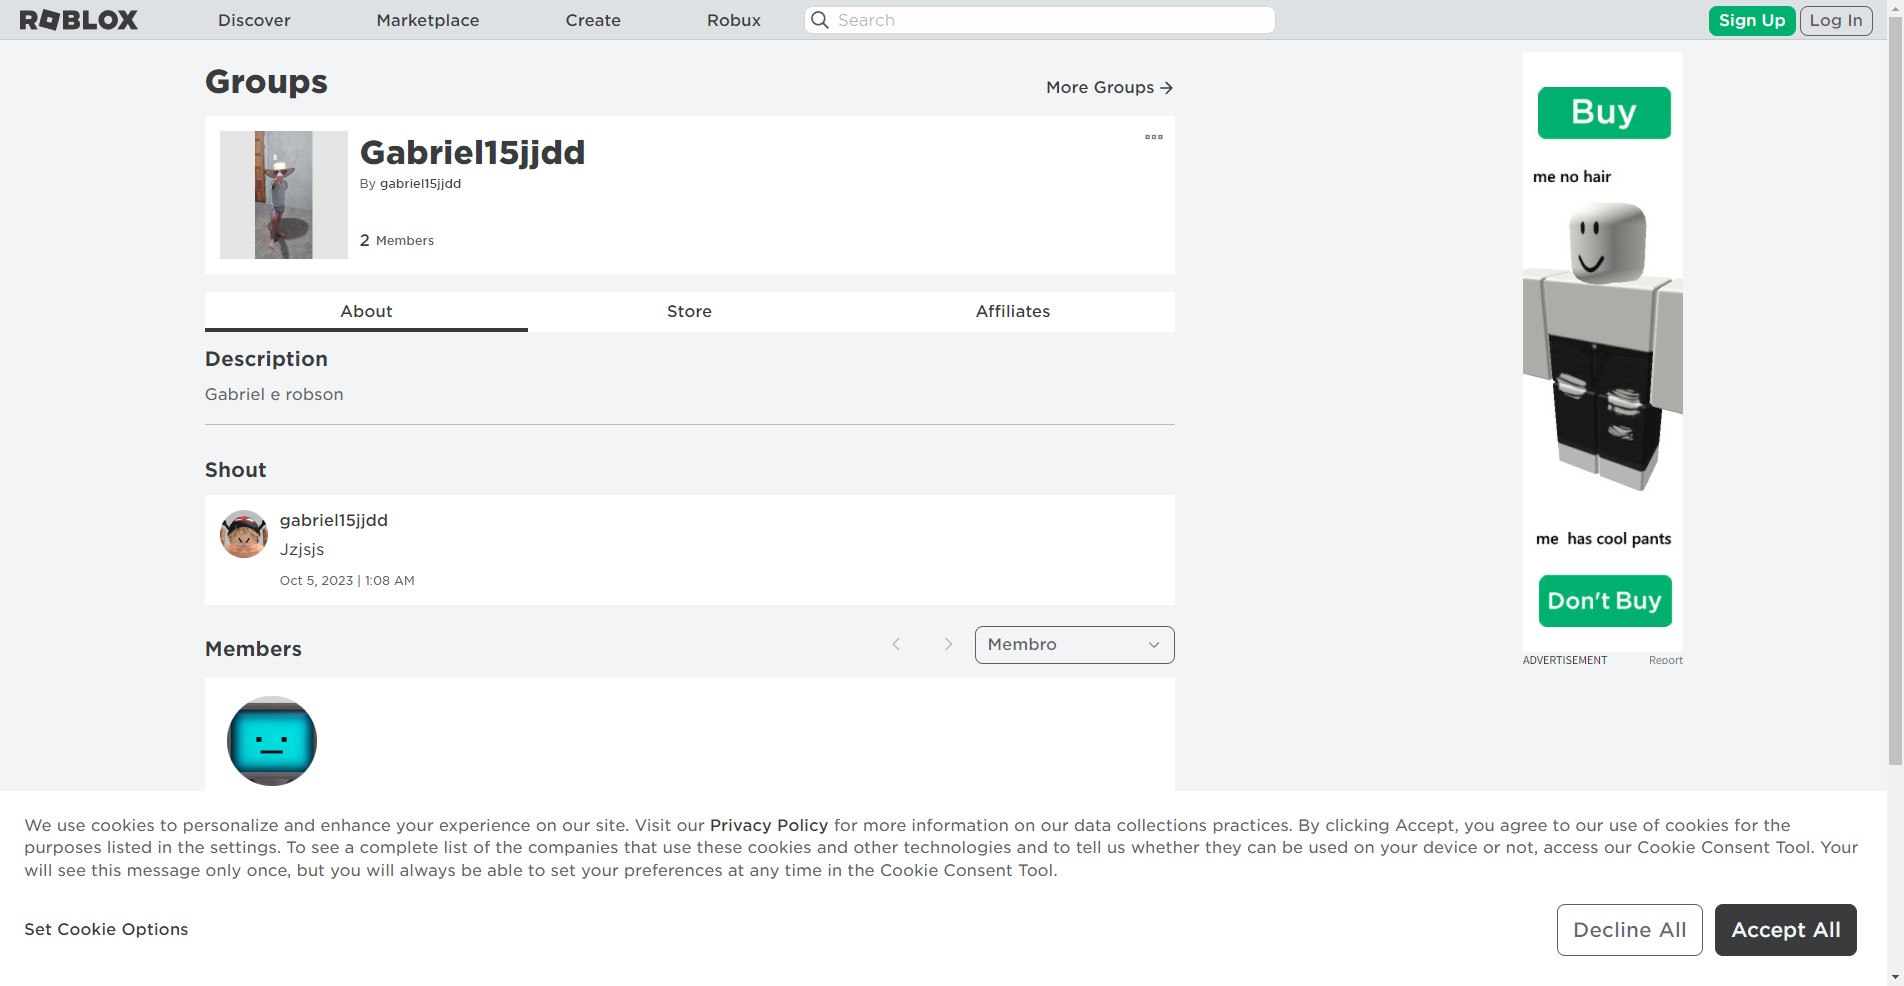 ROBLOX
Discover
Marketplace
Create
Robux
Search
Sign Up
Log In
Groups
More Groups
Gabriel15jjdd
By gabriel15jjdd
2 Members
About
Store
Affiliates
Description
Gabriel e robson
Shout
gabriel15jjdd
Jzjsjs
Oct 5, 2023 | 1:08 AM
Members
Membro
Buy
me no hair
me has cool pants
Don't Buy
ADVERTISEMENT
Report
We use cookies to personalize and enhance your experience on our site. Visit our Privacy Policy for more information on our data collections practices. By clicking Accept, you agree to our use of cookies for the
purposes listed in the settings. To see a complete list of the companies that use these cookies and other technologies and to tell us whether they can be used on your device or not, access our Cookie Consent Tool. Your
will see this message only once, but you will always be able to set your preferences at any time in the Cookie Consent Tool.
Set Cookie Options
Decline All
Accept All